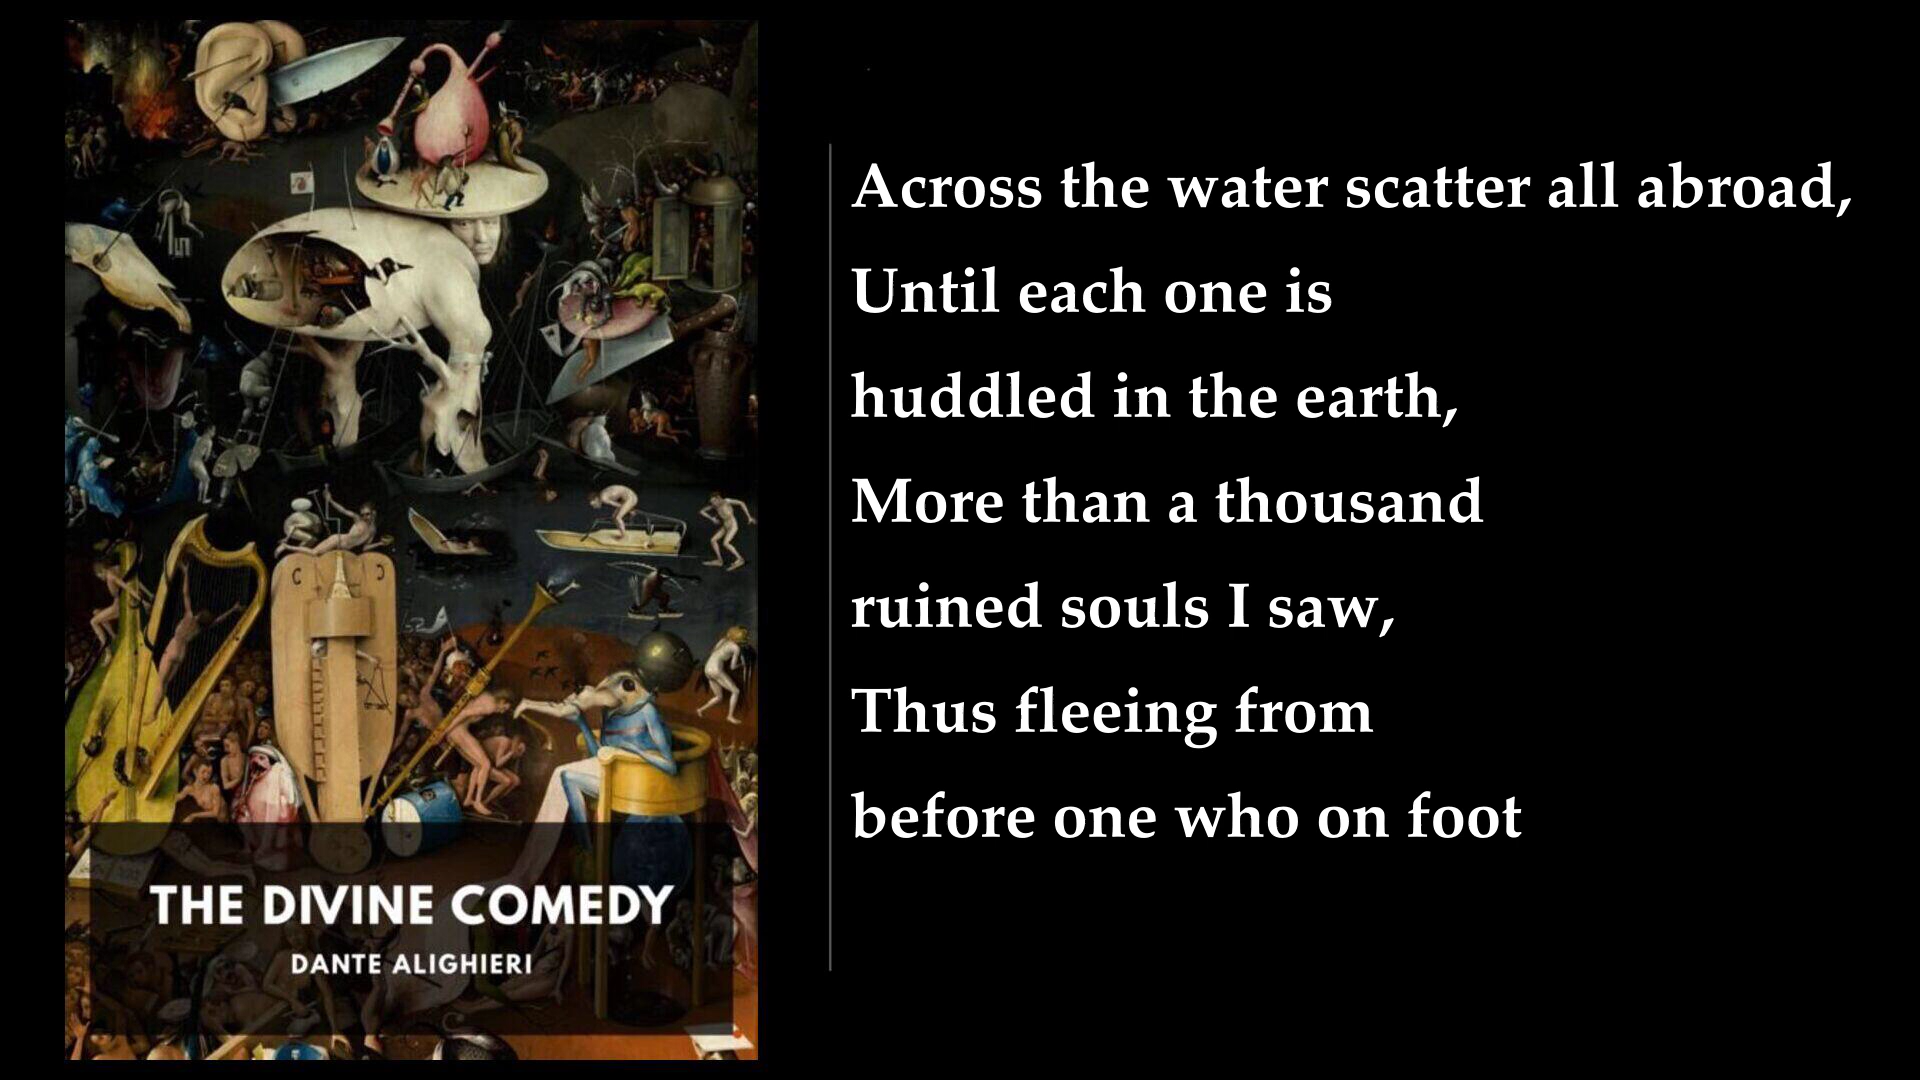 THE DIVINE COMEDY
DANTE ALIGHIERI
Across the water scatter all abroad,
Until each one is
huddled in the earth,
More than a thousand
ruined souls I saw,
Thus fleeing from
before one who on foot